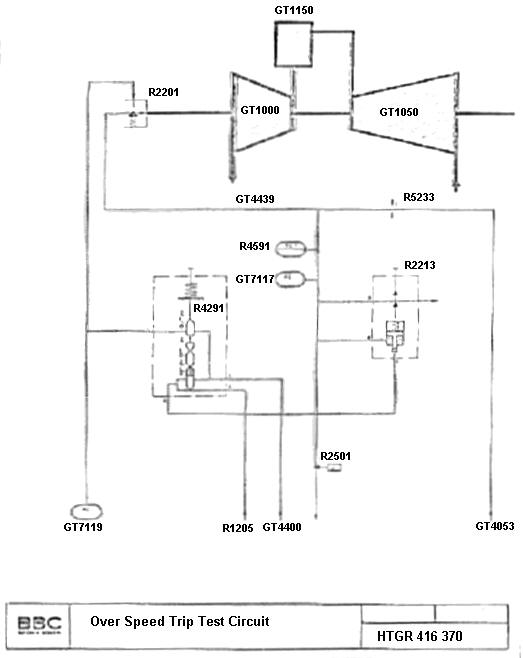 GT1150
R2201
GT1000
GT1050
GT4439
R5233
R4591
R2213
GT7117
R4291
R2501
GT7119
R1205 GT4400
GT4053
BBC
Over Speed Trip Test Circuit
HTGR 416 370